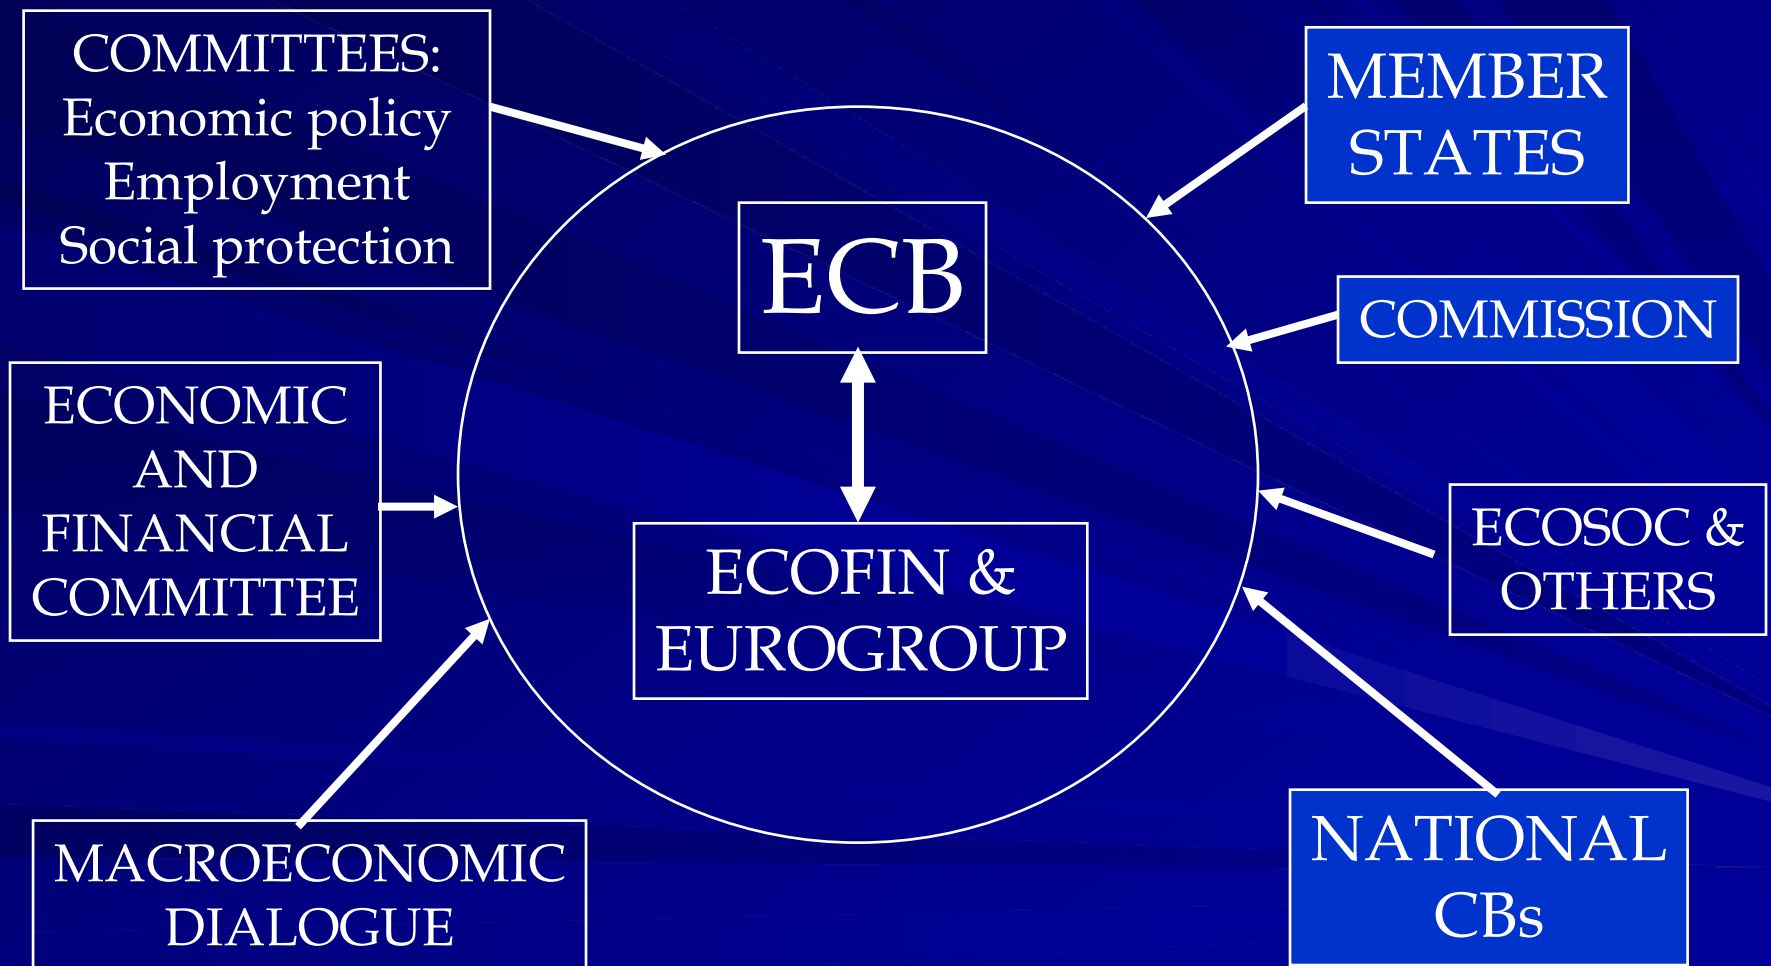 COMMITTEES:
Economic policy
Employment
Social protection
MEMBER
STATES
ECB
COMMISSION
ECONOMIC
AND
FINANCIAL
COMMITTEE
ECOFIN &
EUROGROUP
ECOSOC &
OTHERS
MACROECONOMIC
DIALOGUE
NATIONAL
CBs